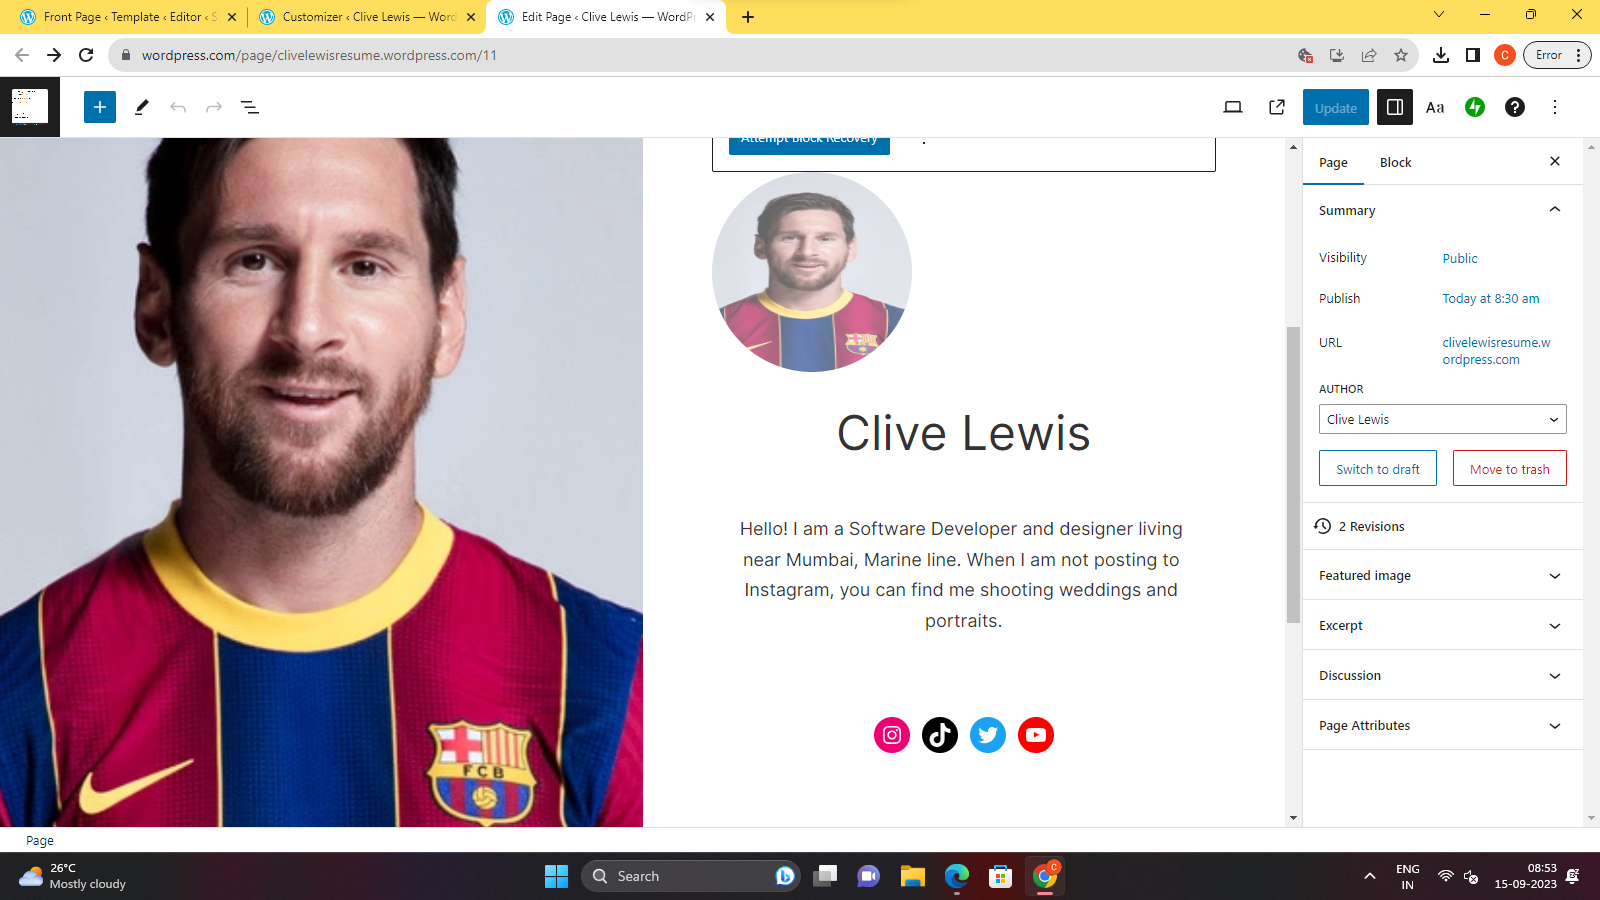 Front Page ‹ Template ‹ Editor ‹ S
Customizer ‹ Clive Lewis — Word
Edit Page ‹ Clive Lewis — WordPr
wordpress.com/page/clivelewisresume.wordpress.com/11
C
Error
Update
Aa
Attempt Block Recovery
Page
Block
Summary
Visibility
Public
Publish
Today at 8:30 am
URL
clivelewisresume.w
ordpress.com
AUTHOR
Clive Lewis
Switch to draft
Move to trash
2 Revisions
Featured image
Excerpt
Discussion
Page Attributes
Clive Lewis
Hello! I am a Software Developer and designer living
near Mumbai, Marine line. When I am not posting to
Instagram, you can find me shooting weddings and
portraits.
FCB
Page
26°C
Mostly cloudy
Search
C
ENG
IN
08:53
15-09-2023